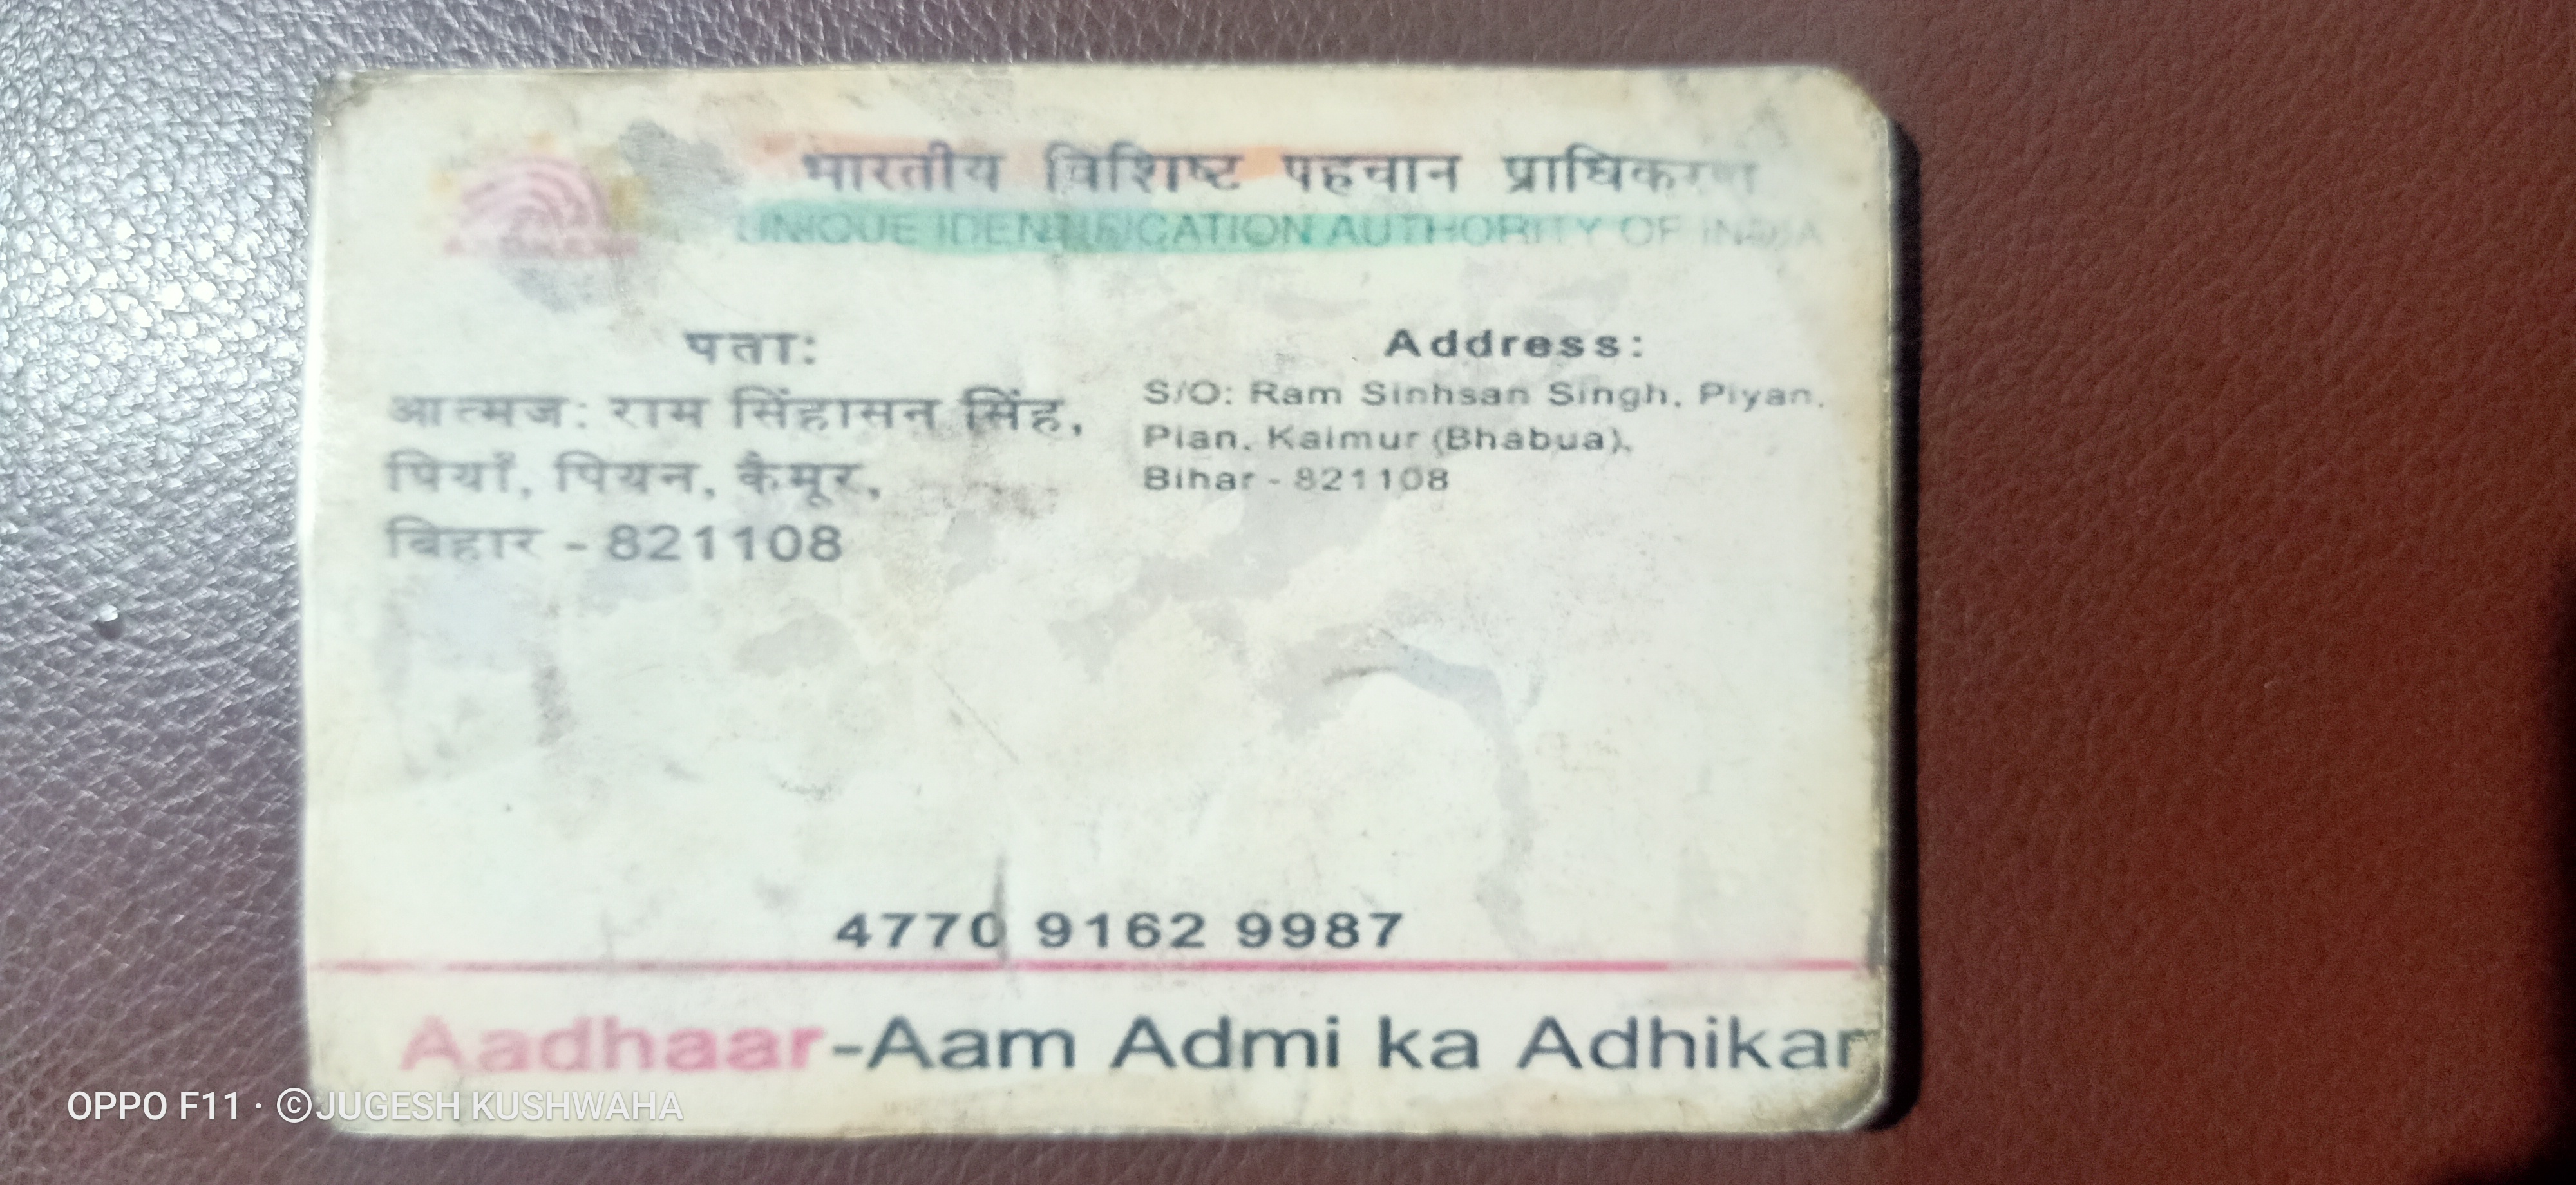 भारतीय विशिष्ट पहचान प्राधिकरण
UNIQUE IDENTIFICATION AUTHORITY OF INDIA
पता:
आत्मज: राम सिंहासन सिंह,
पियाँ, पियन, कैमूर,
बिहार - 821108
Address:
S/O: Ram Sinhsan Singh, Piyan,
Pian, Kaimur (Bhabua),
Bihar - 821108
4770 9162 9987
Aadhaar-Aam Admi ka Adhikar
OPPO F11 · ©JUGESH KUSHWAHA